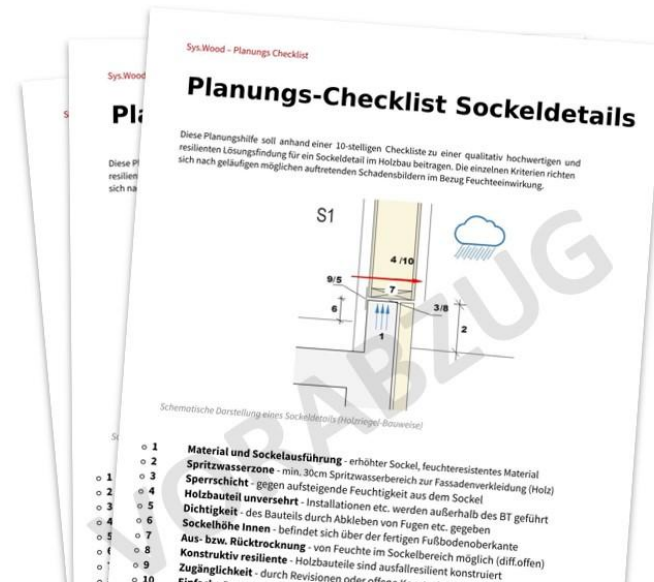 Sys.Wood – Planungs Checklist
Planungs-Checklist Sockeldetails
Diese Planungshilfe soll anhand einer 10-stelligen Checkliste zu einer qualitativ hochwertigen und
resilienten Lösungsfindung für ein Sockeldetail im Holzbau beitragen. Die einzelnen Kriterien richten
sich nach geläufigen möglichen auftretenden Schadensbildern im Bezug Feuchteeinwirkung.
S1
4 /10
9/5
7
6
3/8
1
2
VORABZUG
Schematische Darstellung eines Sockeldetails (Holzriegel-Bauweise)
1 Material und Sockelausführung - erhöhter Sockel, feuchteresistentes Material
2 Spritzwasserzone - min. 30cm Spritzwasserbereich zur Fassadenverkleidung (Holz)
3 Sperrschicht - gegen aufsteigende Feuchtigkeit aus dem Sockel
4 Holzbauteil unversehrt - Installationen etc. werden außerhalb des BT geführt
5 Dichtigkeit - des Bauteils durch Abkleben von Fugen etc. gegeben
6 Sockelhöhe Innen - befindet sich über der fertigen Fußbodenoberkante
7 Aus- bzw. Rücktrocknung - von Feuchte im Sockelbereich möglich (diff.offen)
8 Konstruktiv resiliente - Holzbauteile sind ausfallresilient konstruiert
9 Zugänglichkeit - durch Revisionen oder
10
Sys.Wood
Pla
Diese Pl
resilien
sich na
1
2
3
4
5